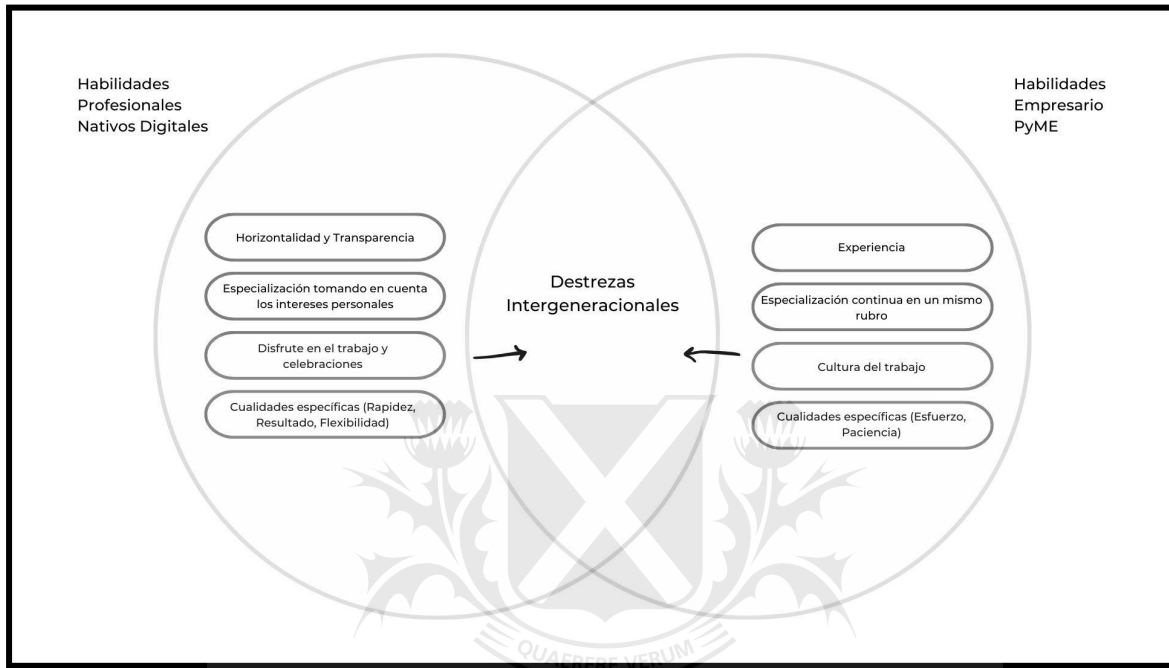 Habilidades
Profesionales
Nativos Digitales
Horizontalidad y Transparencia
Especialización tomando en cuenta
los intereses personales
Disfrute en el trabajo y
celebraciones
Cualidades específicas (Rapidez,
Resultado, Flexibilidad)
Destrezas
Intergeneracionales
Habilidades
Empresario
PyME
Experiencia
Especialización continua en un mismo
rubro
Cultura del trabajo
Cualidades específicas (Esfuerzo,
Paciencia)
QUAERERE VERUM